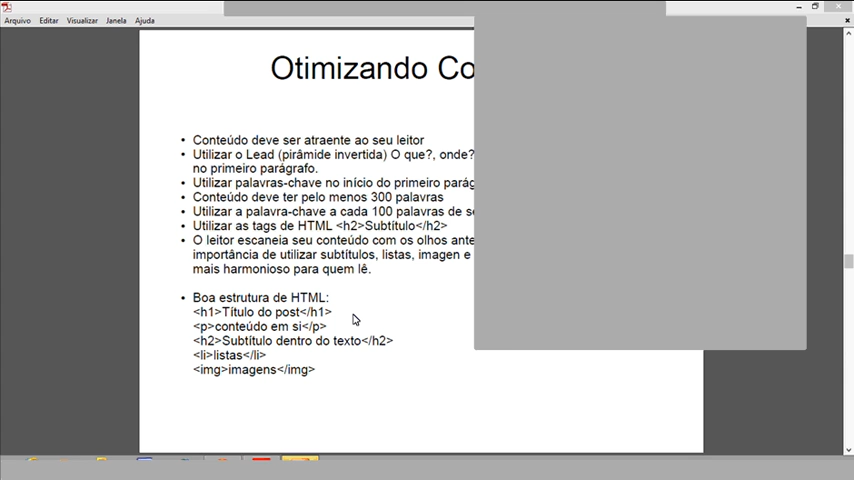 Arquivo Editar Visualizar Janela Ajuda
Otimizando Co
• Conteúdo deve ser atraente ao seu leitor
• Utilizar o Lead (pirâmide invertida) O que?, onde?
no primeiro parágrafo.
• Utilizar palavras-chave no início do primeiro parág
• Conteúdo deve ter pelo menos 300 palavras
• Utilizar a palavra-chave a cada 100 palavras de se
• Utilizar as tags de HTML <h2>Subtítulo</h2>
• O leitor escaneia seu conteúdo com os olhos ante
importância de utilizar subtítulos, listas, imagen e
mais harmonioso para quem lê.
• Boa estrutura de HTML:
<h1>Título do post</h1>
<p>conteúdo em si</p>
<h2>Subtítulo dentro do texto</h2>
<li>listas</li>
<img>imagens</img>